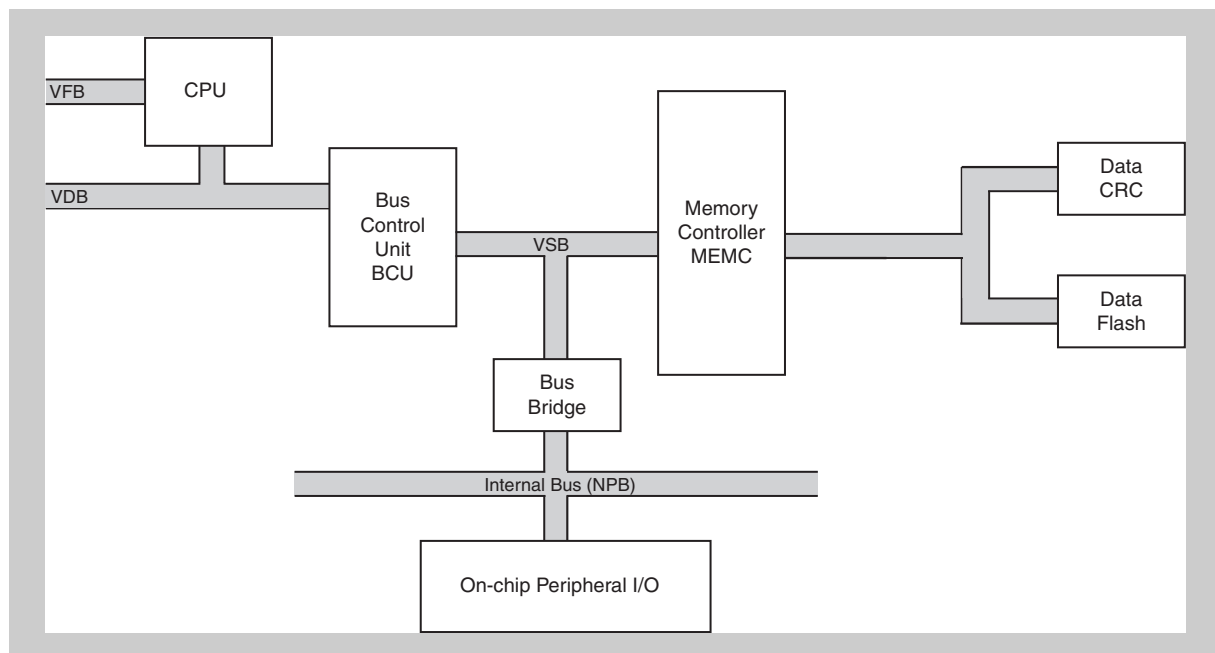 CPU
VFB
VDB
Bus
Control
Unit
BCU
VSB
Memory
Controller
MEMC
Data
CRC
Data
Flash
Bus
Bridge
Internal Bus (NPB)
On-chip Peripheral I/O